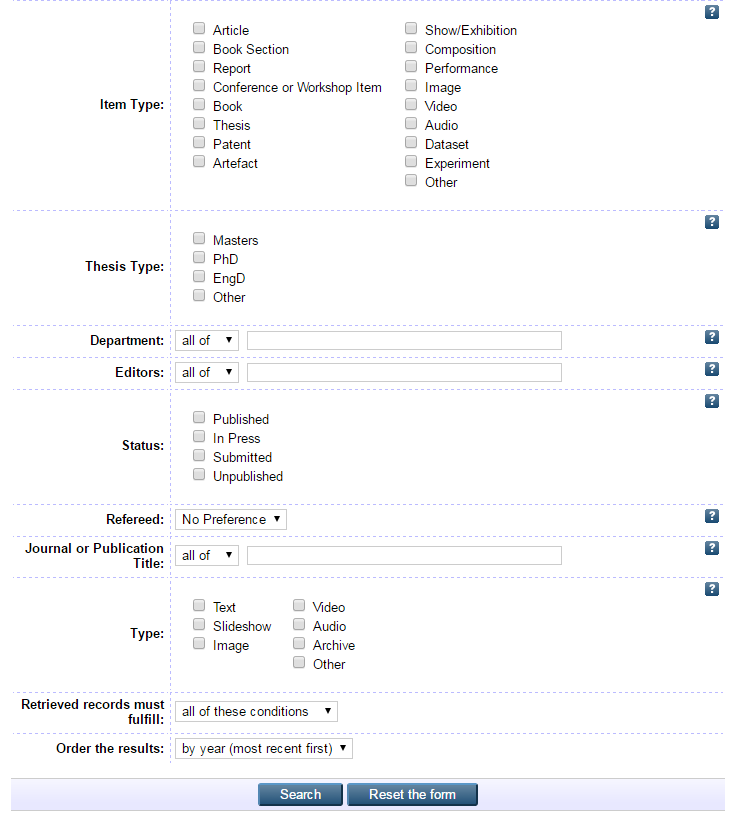 ?
Article
Show/Exhibition
Book Section
Composition
Report
Performance
Conference or Workshop Item
Image
Item Type:
Book
Video
Thesis
Audio
Patent
Dataset
Artefact
Experiment
Other
?
Masters
PhD
Thesis Type:
EngD
Other
?
Department: all of ▼
?
Editors: all of ▼
?
Published
In Press
Status:
Submitted
Unpublished
?
Refereed: No Preference ▼
?
Journal or Publication
Title:
all of ▼
?
Text
Video
Slideshow
Audio
Type:
Image
Archive
Other
Retrieved records must
fulfill:
all of these conditions ▼
Order the results: by year (most recent first) ▼
Search
Reset the form